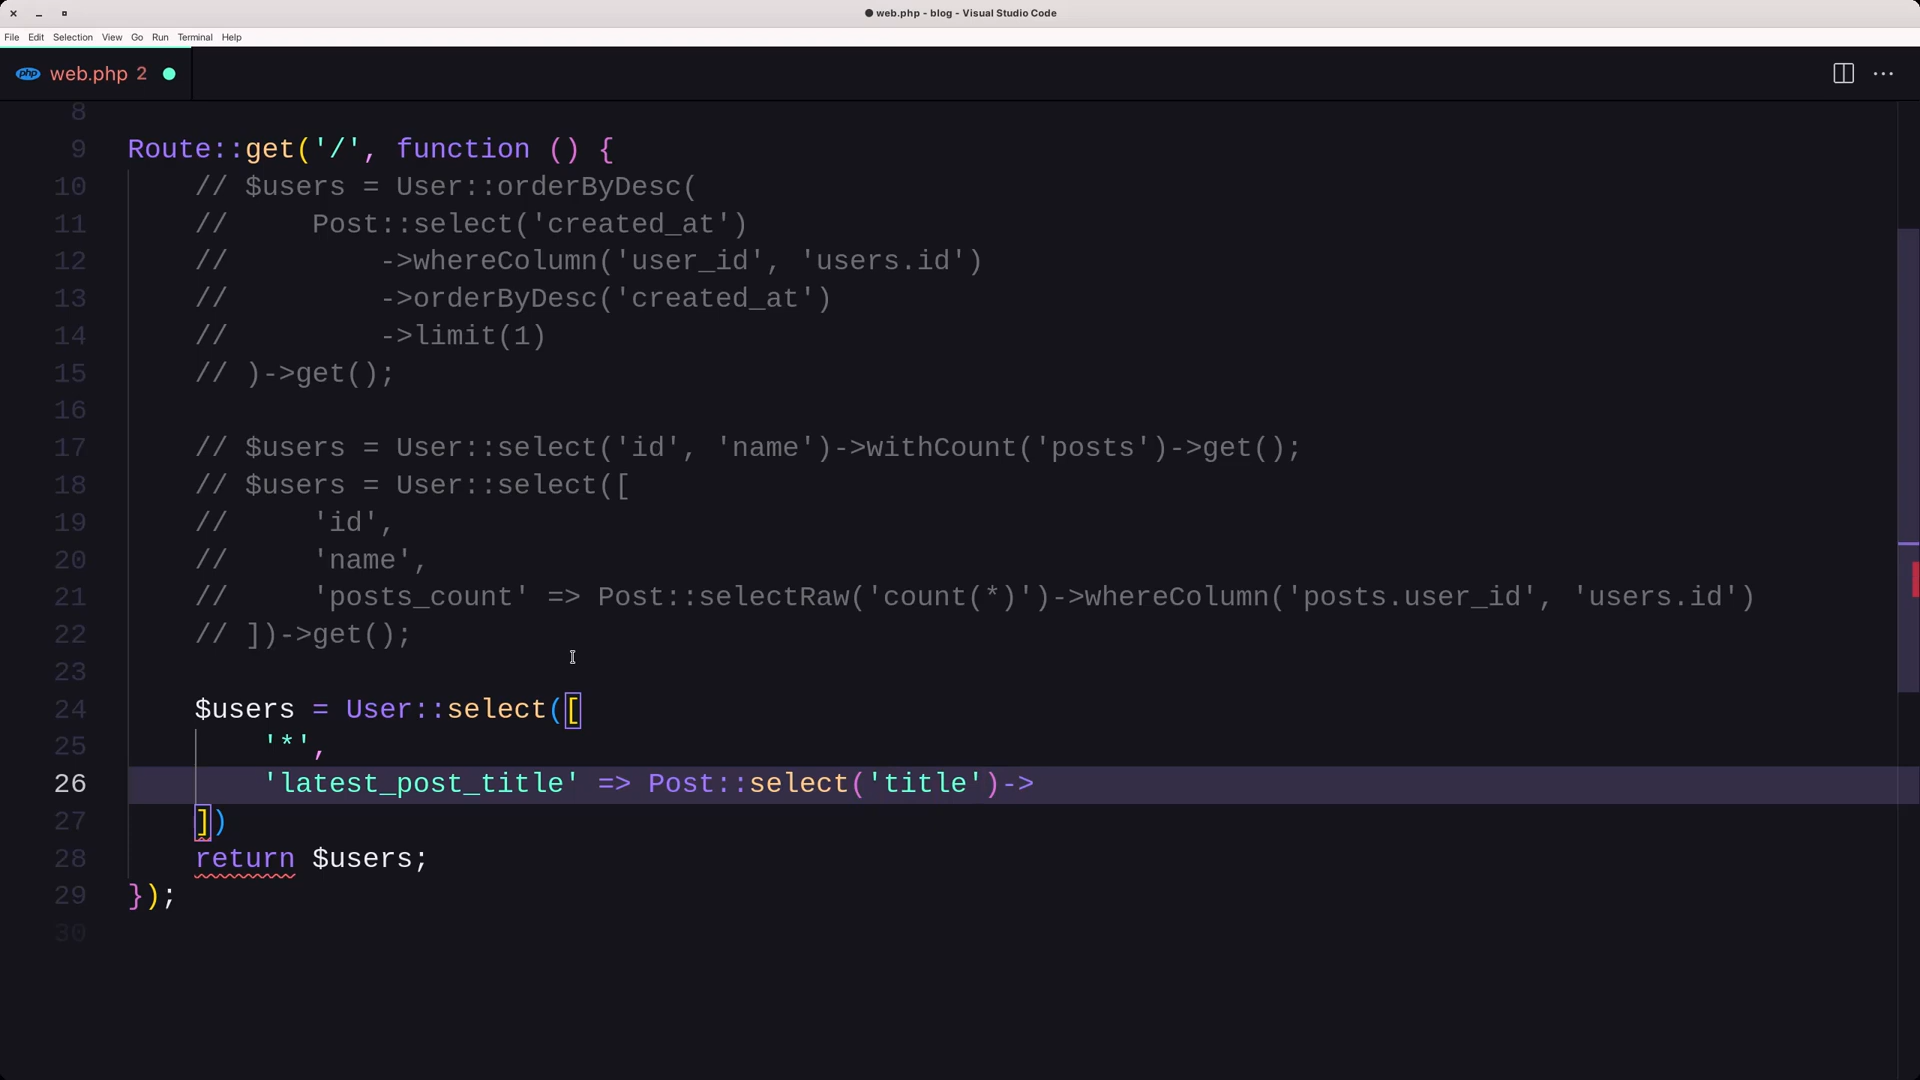 ● web.php - blog - Visual Studio Code
File Edit Selection View Go Run Terminal Help
php web.php 2
8
9 Route::get('/', function () {
10     // $users = User::orderByDesc(
11     //     Post::select('created_at')
12     //         ->whereColumn('user_id', 'users.id')
13     //         ->orderByDesc('created_at')
14     //         ->limit(1)
15     // )->get();
16
17     // $users = User::select('id', 'name')->withCount('posts')->get();
18     // $users = User::select([
19     //     'id',
20     //     'name',
21     //     'posts_count' => Post::selectRaw('count(*)')->whereColumn('posts.user_id', 'users.id')
22     // ])->get();
23
24     $users = User::select([
25         '*',
26         'latest_post_title' => Post::select('title')->
27     ])
28     return $users;
29 });
30